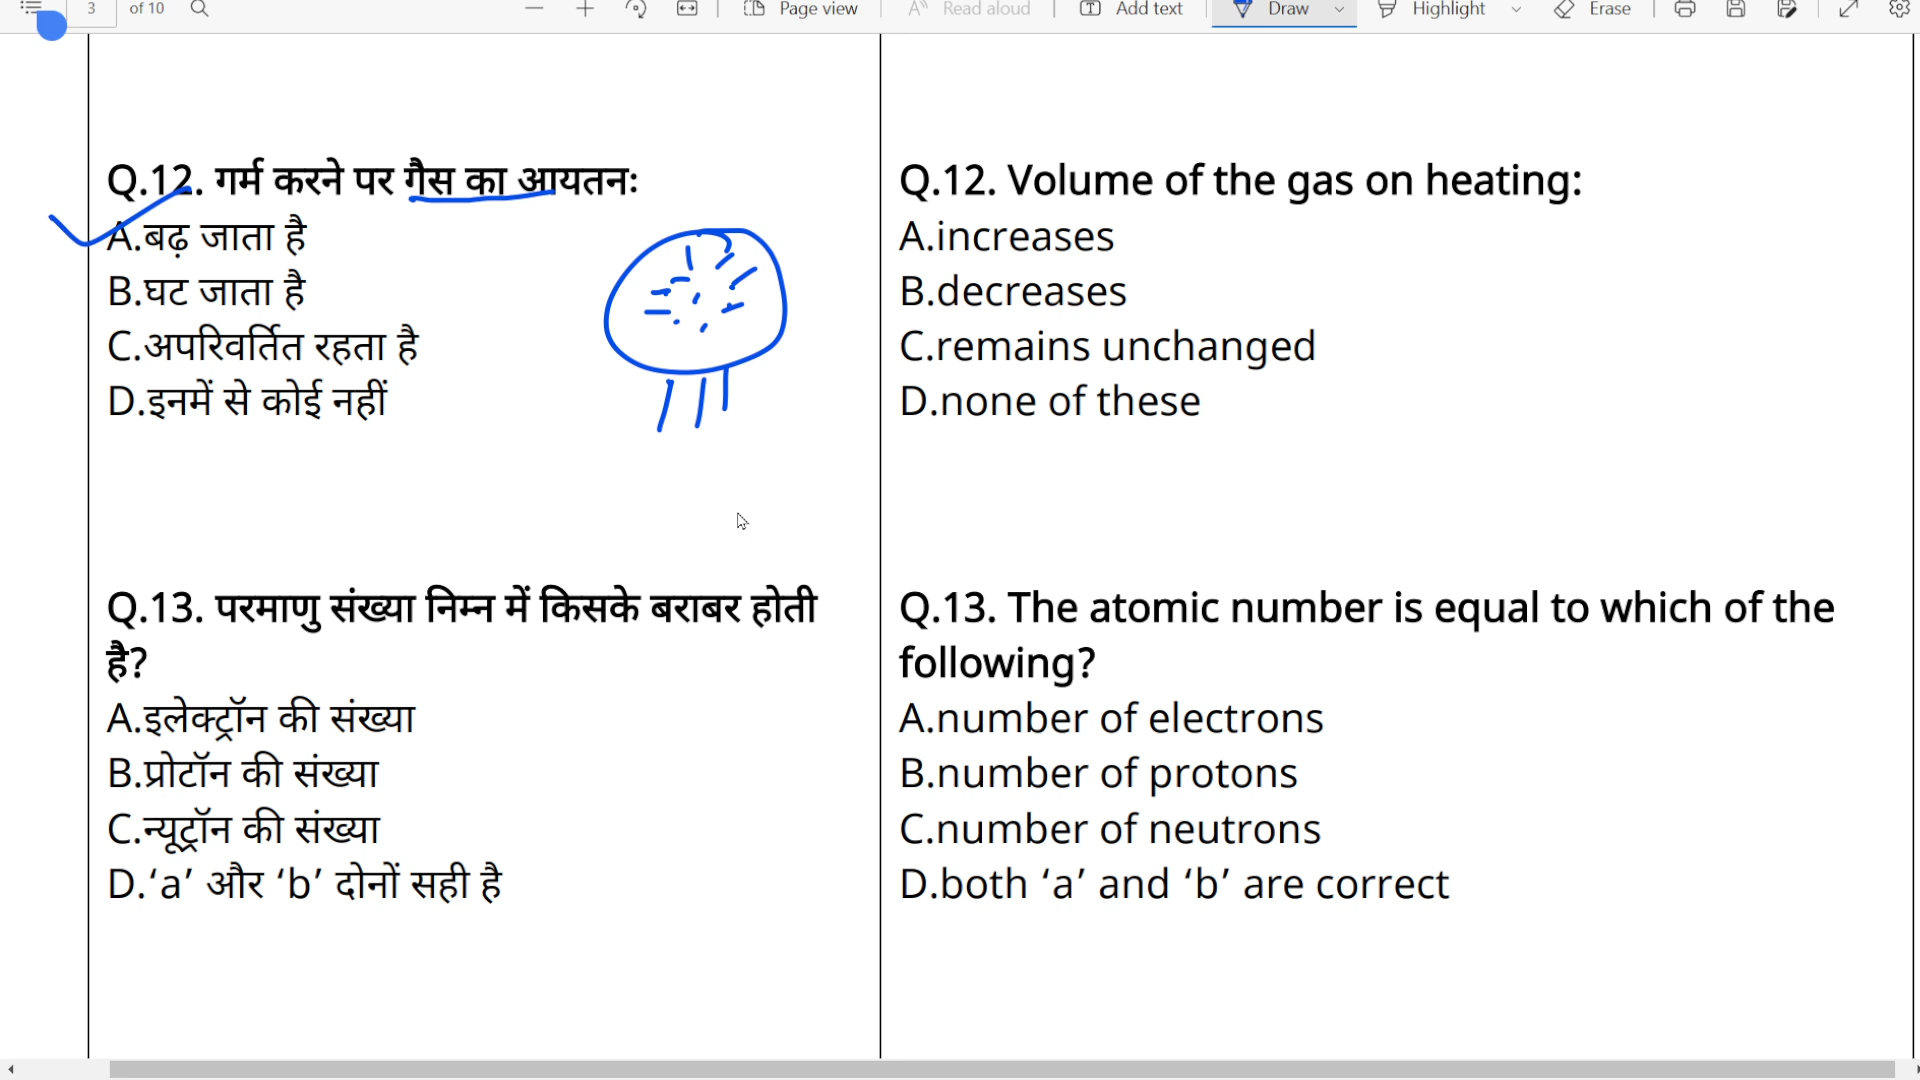 3 of 10 Page view Read aloud Add text Draw Highlight Erase
Q.12. गर्म करने पर गैस का आयतनः
A.बढ़ जाता है
B.घट जाता है
C.अपरिवर्तित रहता है
D.इनमें से कोई नहीं
Q.12. Volume of the gas on heating:
A.increases
B.decreases
C.remains unchanged
D.none of these
Q.13. परमाणु संख्या निम्न में किसके बराबर होती
है?
A.इलेक्ट्रॉन की संख्या
B.प्रोटॉन की संख्या
C.न्यूट्रॉन की संख्या
D.‘a’ और ‘b’ दोनों सही है
Q.13. The atomic number is equal to which of the
following?
A.number of electrons
B.number of protons
C.number of neutrons
D.both ‘a’ and ‘b’ are correct